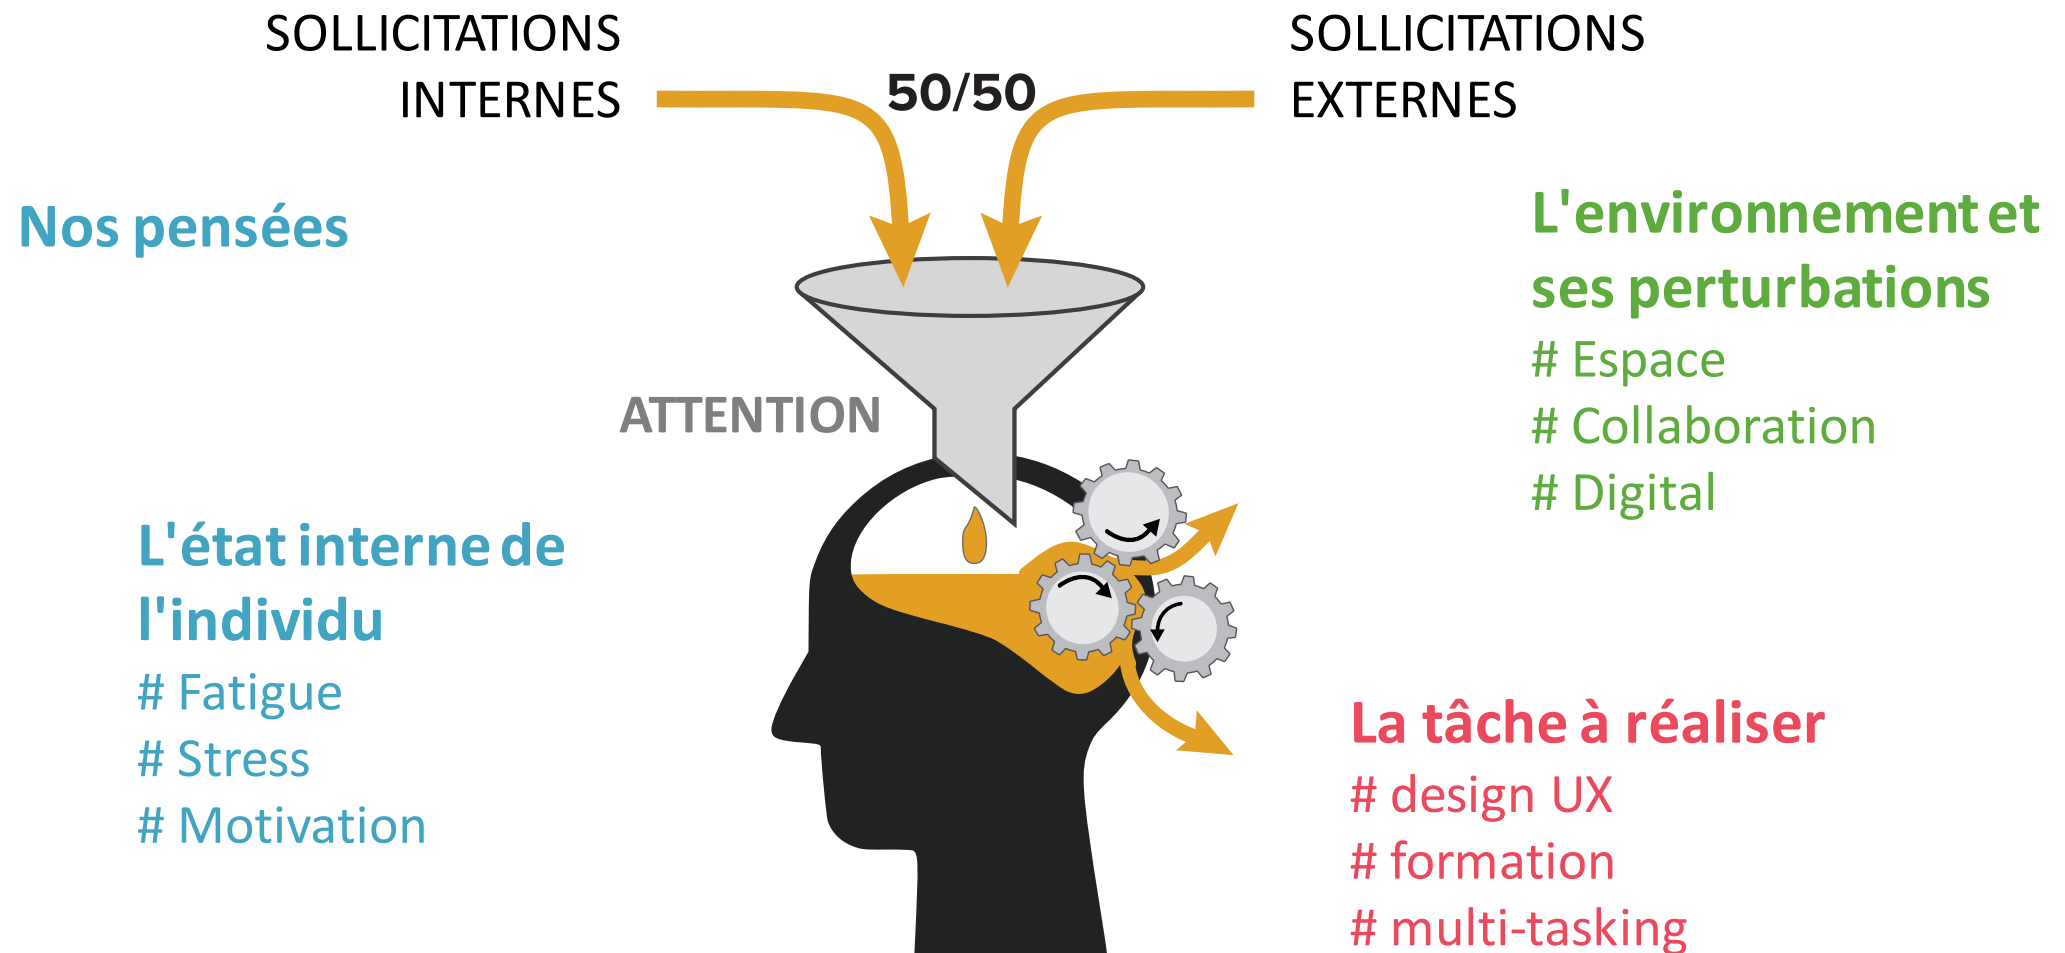 SOLLICITATIONS
INTERNES
50/50
SOLLICITATIONS
EXTERNES
Nos pensées
L'environnement et
ses perturbations
# Espace
# Collaboration
# Digital
ATTENTION
L'état interne de
l'individu
# Fatigue
# Stress
# Motivation
La tâche à réaliser
# design UX
# formation
# multi-tasking